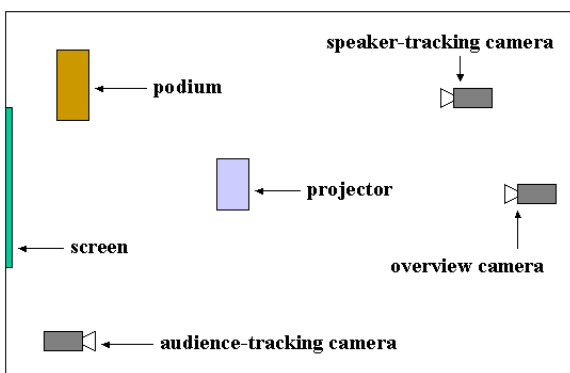 speaker-tracking camera
podium
projector
screen
overview camera
audience-tracking camera